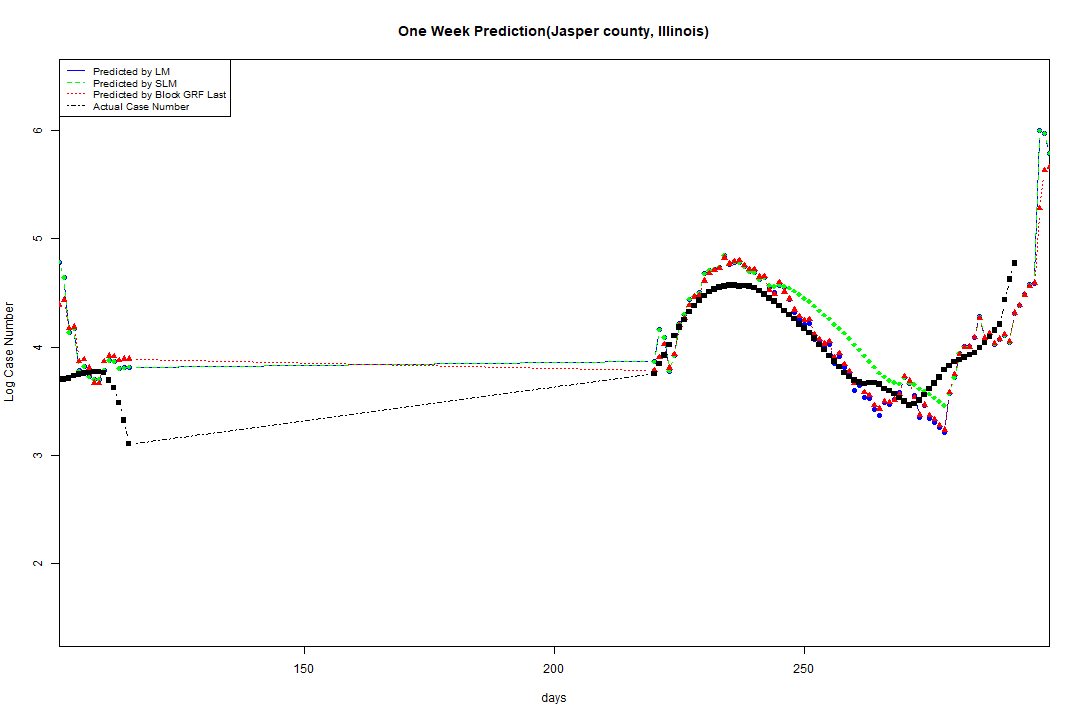 One Week Prediction(Jasper county, Illinois)
Predicted by LM
Predicted by SLM
Predicted by Block GRF Last
Actual Case Number
6
5
4
3
2
Log Case Number
150 200 250
days